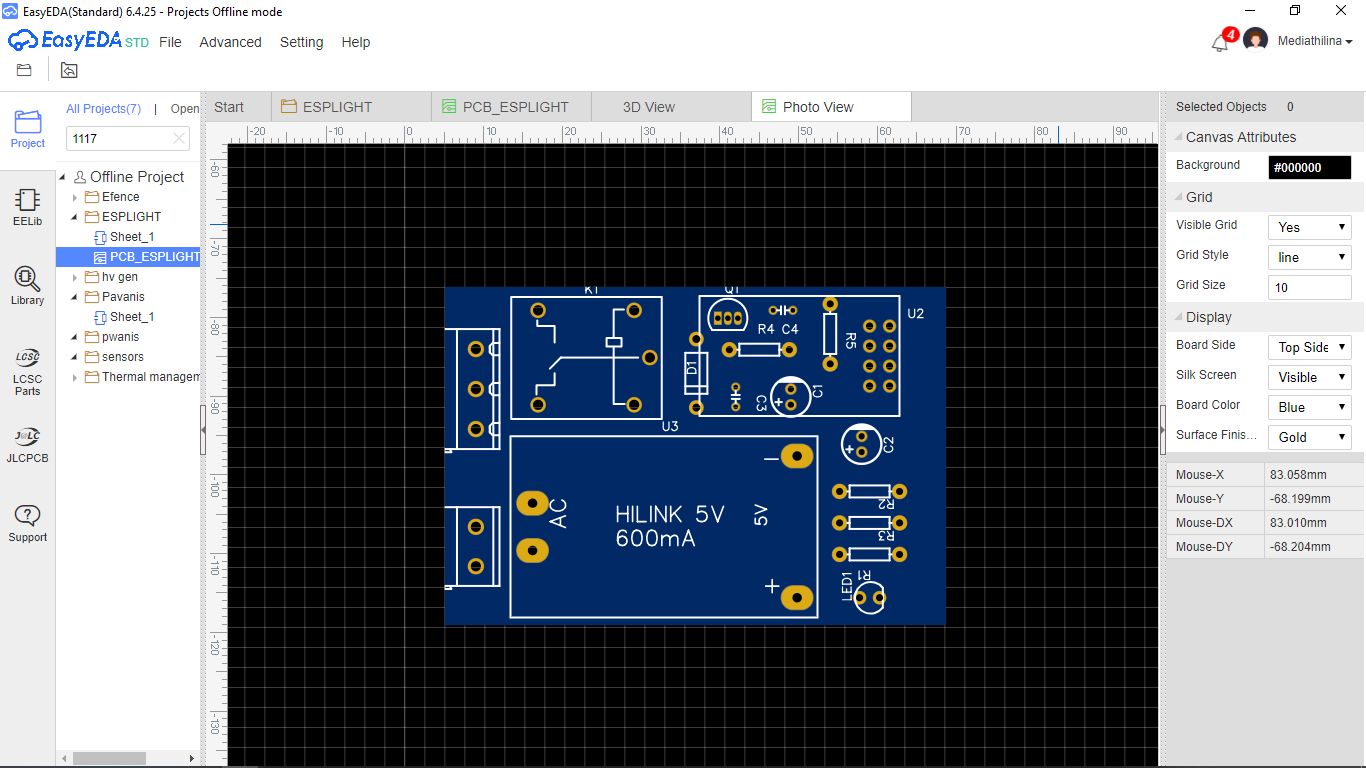 EasyEDA(Standard) 6.4.25 - Projects Offline mode
EasyEDA STD File Advanced Setting Help
4 Mediathilina
All Projects(7) | Open
Start ESPLIGHT PCB_ESPLIGHT 3D View Photo View
1117
Project
EELib
Library
LCSC
LCSC
Parts
J@LC
JLCPCB
Support
Offline Project
Efence
ESPLIGHT
Sheet_1
PCB_ESPLIGHT
hv gen
Pavanis
Sheet_1
pwanis
sensors
Thermal managem
-20 -10 0 10 20 30 40 50 60 70 80 90
-60
-70
-80
-90
-100
-110
-120
-130
K1
Q1
U2
R4 C4
R5
D1
C3
C1
U3
C2
AC
HILINK 5V
600mA
5V
−
+
R2
R3
R1
LED1
Selected Objects 0
Canvas Attributes
Background #000000
Grid
Visible Grid Yes
Grid Style line
Grid Size 10
Display
Board Side Top Side
Silk Screen Visible
Board Color Blue
Surface Finis... Gold
Mouse-X 83.058mm
Mouse-Y -68.199mm
Mouse-DX 83.010mm
Mouse-DY -68.204mm